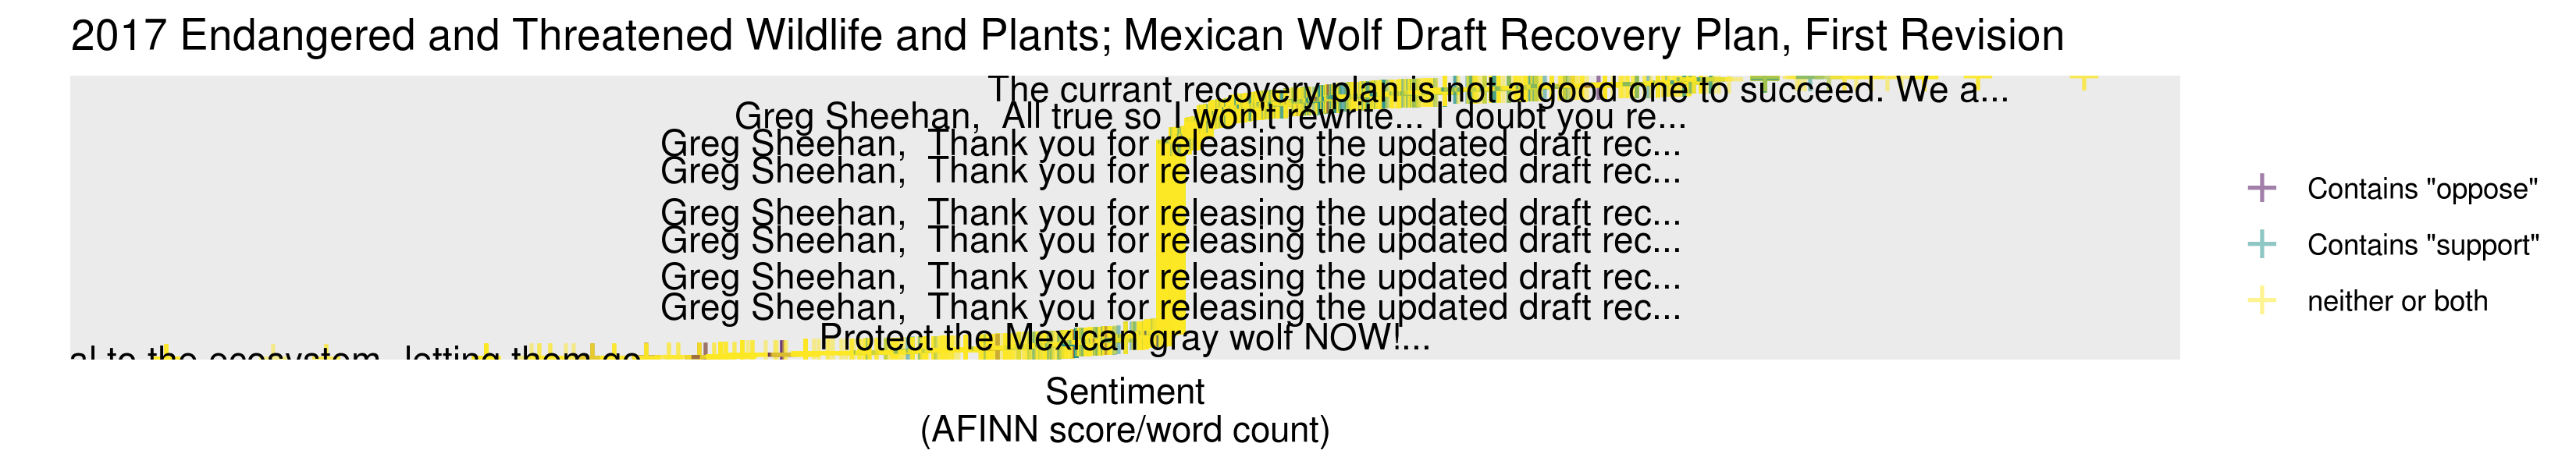 2017 Endangered and Threatened Wildlife and Plants; Mexican Wolf Draft Recovery Plan, First Revision
The currant recovery plan is not a good one to succeed. We a...
Greg Sheehan,  All true so I won't rewrite... I doubt you re...
Greg Sheehan,  Thank you for releasing the updated draft rec...
Greg Sheehan,  Thank you for releasing the updated draft rec...
Greg Sheehan,  Thank you for releasing the updated draft rec...
Greg Sheehan,  Thank you for releasing the updated draft rec...
Greg Sheehan,  Thank you for releasing the updated draft rec...
Greg Sheehan,  Thank you for releasing the updated draft rec...
Protect the Mexican gray wolf NOW!...
al to the ecosystem, letting them go
Contains "oppose"
Contains "support"
neither or both
Sentiment
(AFINN score/word count)